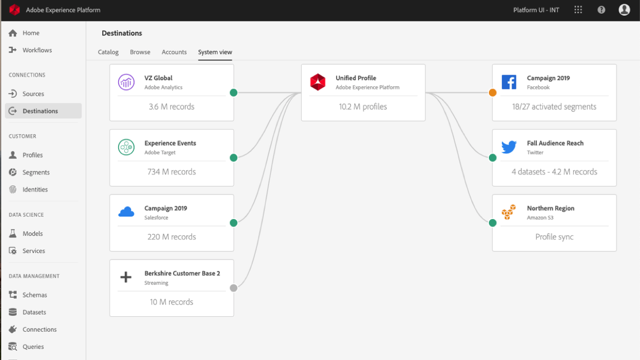 Adobe Experience Platform
Platform UI - INT
Home
Workflows
CONNECTIONS
Sources
Destinations
CUSTOMER
Profiles
Segments
Identities
DATA SCIENCE
Models
Services
DATA MANAGEMENT
Schemas
Datasets
Connections
Queries
Destinations
Catalog Browse Accounts System view
VZ Global
Adobe Analytics
3.6 M records
Experience Events
Adobe Target
734 M records
Campaign 2019
Salesforce
220 M records
Berkshire Customer Base 2
Streaming
10 M records
Unified Profile
Adobe Experience Platform
10.2 M profiles
Campaign 2019
Facebook
18/27 activated segments
Fall Audience Reach
Twitter
4 datasets - 4.2 M records
Northern Region
Amazon S3
Profile sync